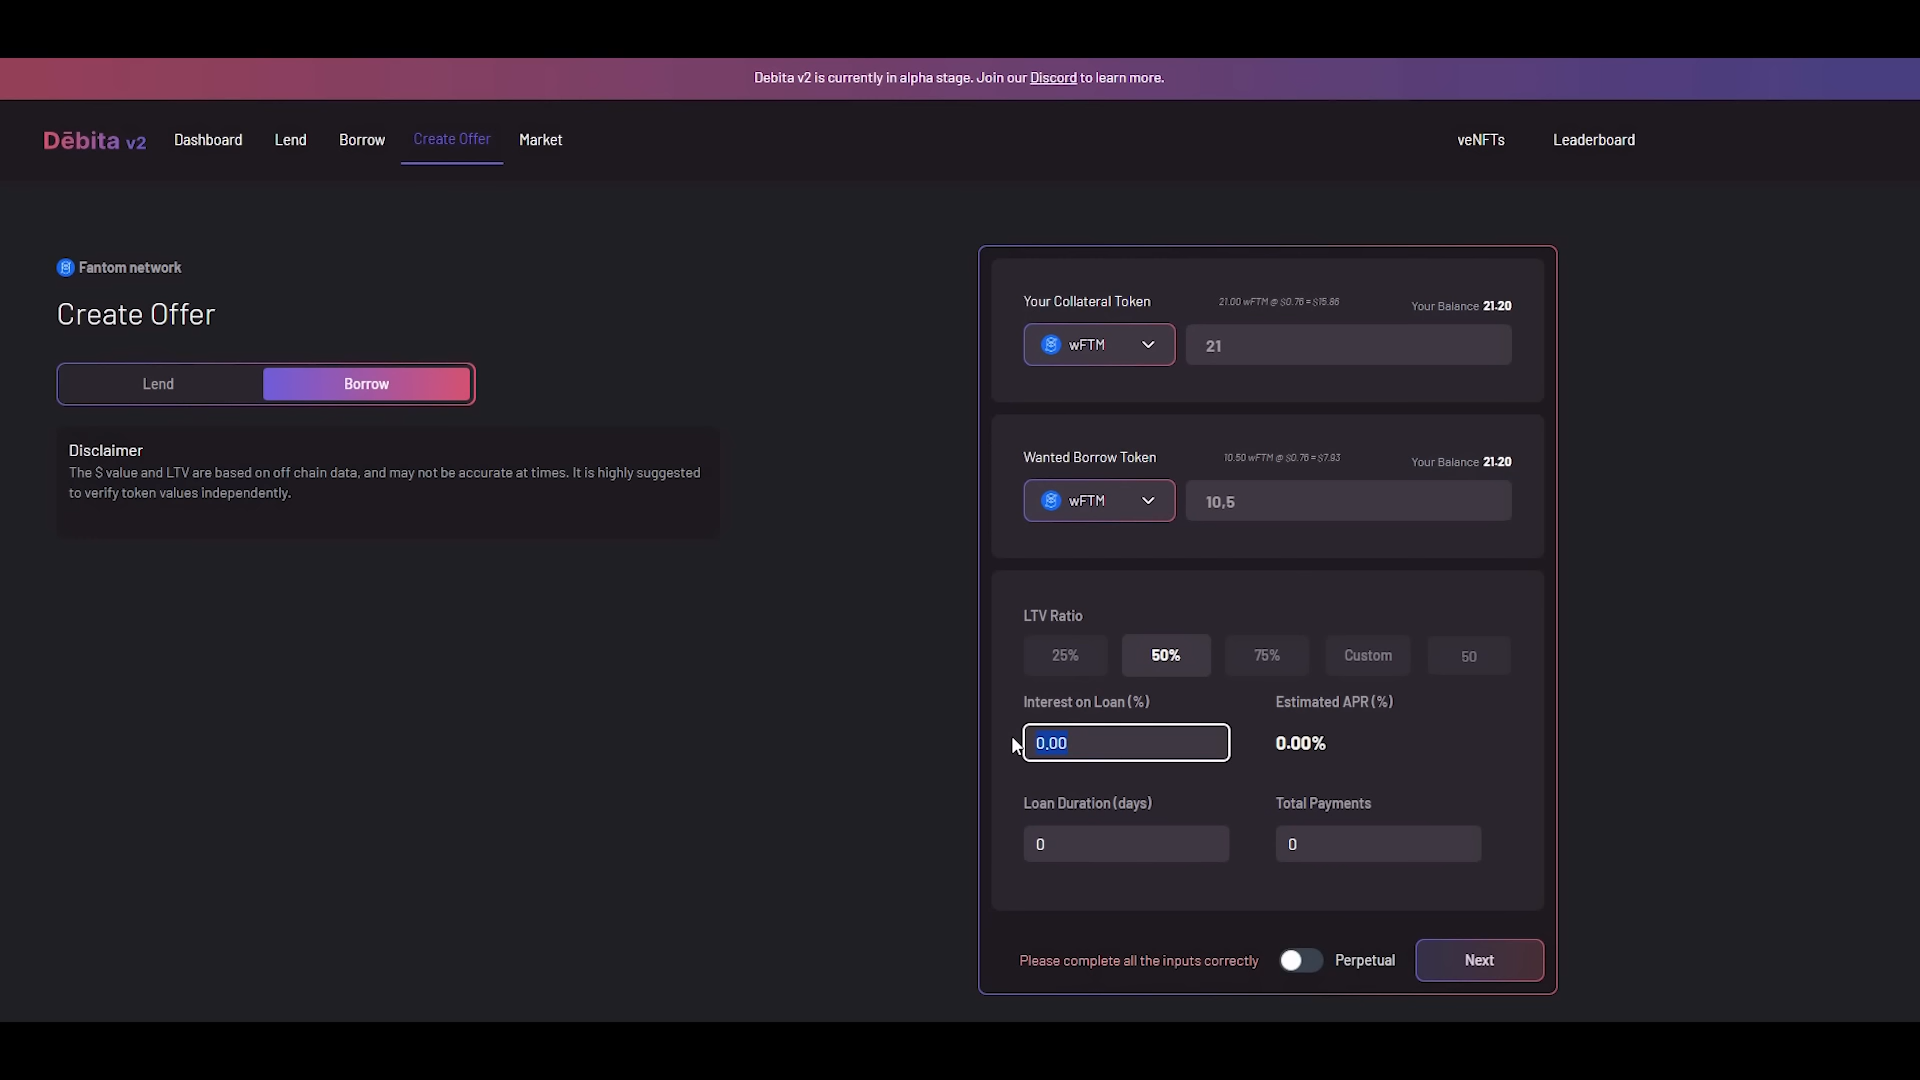 Debita v2 is currently in alpha stage. Join our Discord to learn more.
Dēbita v2 Dashboard Lend Borrow Create Offer Market veNFTs Leaderboard
Fantom network
Create Offer
Lend Borrow
Disclaimer
The $ value and LTV are based on off chain data, and may not be accurate at times. It is highly suggested
to verify token values independently.
Your Collateral Token 21.00 wFTM @ $0.76 = $15.86 Your Balance 21.20
wFTM 21
Wanted Borrow Token 10.50 wFTM @ $0.76 = $7.93 Your Balance 21.20
wFTM 10,5
LTV Ratio
25% 50% 75% Custom 50
Interest on Loan (%) Estimated APR (%)
0.00 0.00%
Loan Duration (days) Total Payments
0 0
Please complete all the inputs correctly Perpetual Next